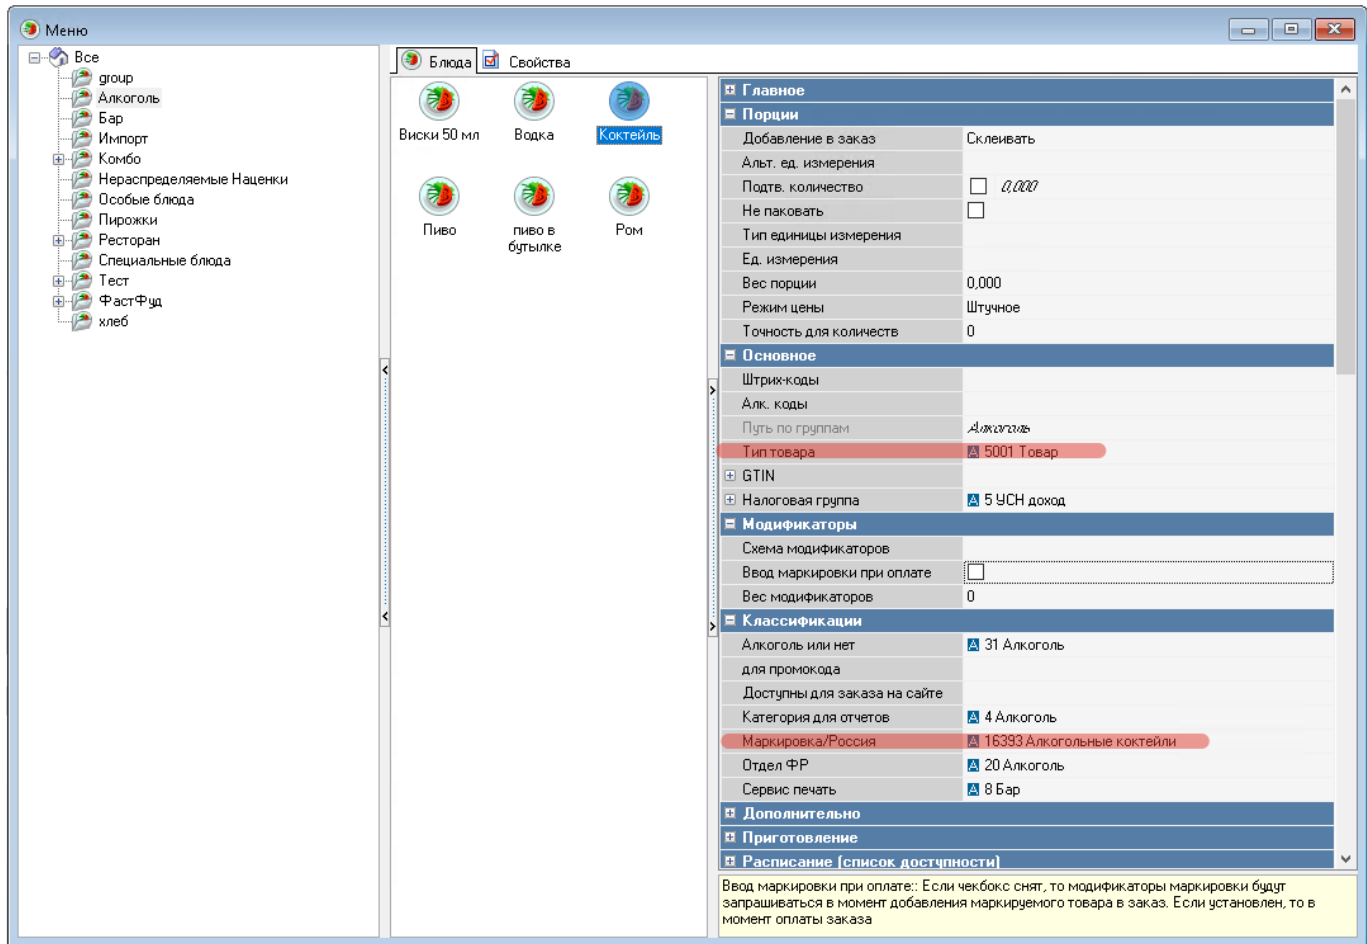 Меню
Все
group
Алкоголь
Бар
Импорт
Комбо
Нераспределяемые Наценки
Особые блюда
Пирожки
Ресторан
Специальные блюда
Тест
ФастФуд
хлеб
Блюда Свойства
Виски 50 мл Водка Коктейль
Пиво пиво в бутылке Ром
Главное
Порции
Добавление в заказ Склеивать
Альт. ед. измерения
Подтв. количество 0,000
Не паковать
Тип единицы измерения
Ед. измерения
Вес порции 0,000
Режим цены Штучное
Точность для количеств 0
Основное
Штрих-коды
Алк. коды
Путь по группам Алкоголь
Тип товара 5001 Товар
GTIN
Налоговая группа 5 УСН доход
Модификаторы
Схема модификаторов
Ввод маркировки при оплате
Вес модификаторов 0
Классификации
Алкоголь или нет 31 Алкоголь
для промокода
Доступны для заказа на сайте
Категория для отчетов 4 Алкоголь
Маркировка/Россия 16393 Алкогольные коктейли
Отдел ФР 20 Алкоголь
Сервис печать 8 Бар
Дополнительно
Приготовление
Расписание (список доступности)
Ввод маркировки при оплате:: Если чекбокс снят, то модификаторы маркировки будут
запрашиваться в момент добавления маркируемого товара в заказ. Если установлен, то в
момент оплаты заказа